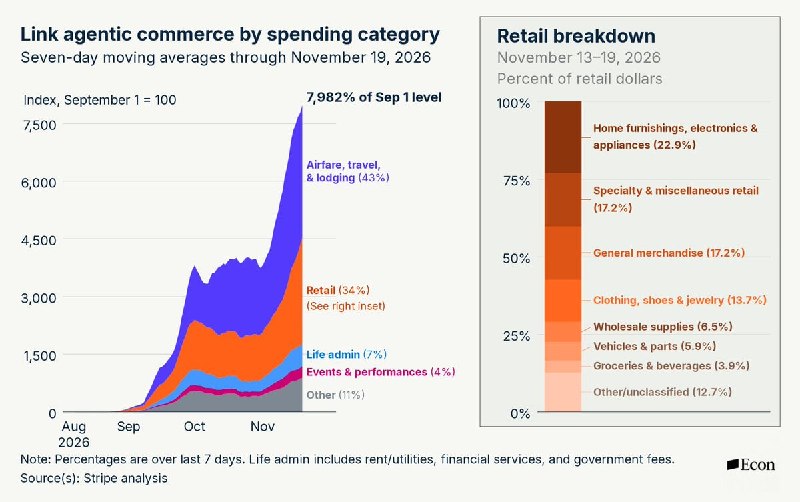 Link agentic commerce by spending category
Seven-day moving averages through November 19, 2026
Index, September 1 = 100
7,982% of Sep 1 level
7,500
6,000
4,500
3,000
1,500
0
Airfare, travel,
& lodging (43%)
Retail (34%)
(See right inset)
Life admin (7%)
Events & performances (4%)
Other (11%)
Aug
2026
Sep
Oct
Nov
Retail breakdown
November 13–19, 2026
Percent of retail dollars
100%
75%
50%
25%
0%
Home furnishings, electronics &
appliances (22.9%)
Specialty & miscellaneous retail
(17.2%)
General merchandise (17.2%)
Clothing, shoes & jewelry (13.7%)
Wholesale supplies (6.5%)
Vehicles & parts (5.9%)
Groceries & beverages (3.9%)
Other/unclassified (12.7%)
Note: Percentages are over last 7 days. Life admin includes rent/utilities, financial services, and government fees.
Source(s): Stripe analysis
Econ